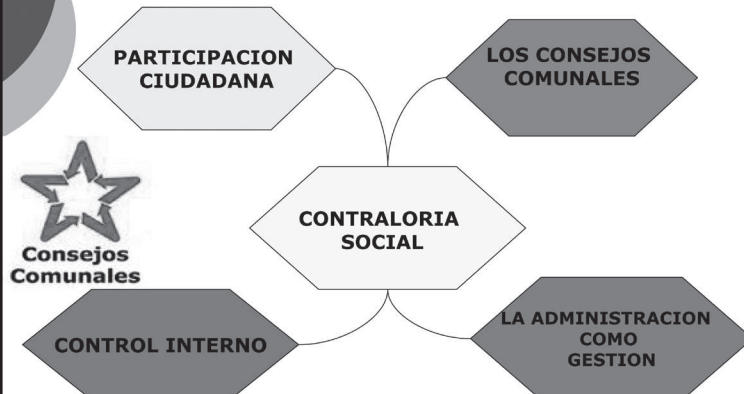 PARTICIPACION
CIUDADANA
LOS CONSEJOS
COMUNALES
Consejos
Comunales
CONTRALORIA
SOCIAL
CONTROL INTERNO
LA ADMINISTRACION
COMO
GESTION